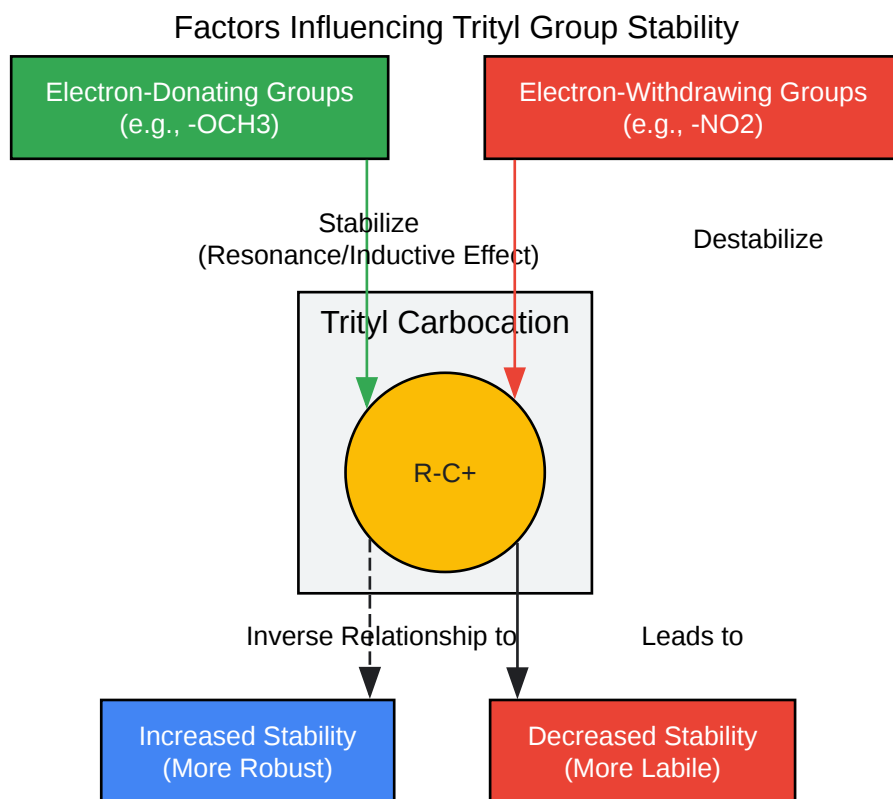 Factors Influencing Trityl Group Stability
Electron-Donating Groups
(e.g., -OCH3)
Electron-Withdrawing Groups
(e.g., -NO2)
Stabilize
(Resonance/Inductive Effect)
Destabilize
Trityl Carbocation
R-C+
Inverse Relationship to
Leads to
Increased Stability
(More Robust)
Decreased Stability
(More Labile)